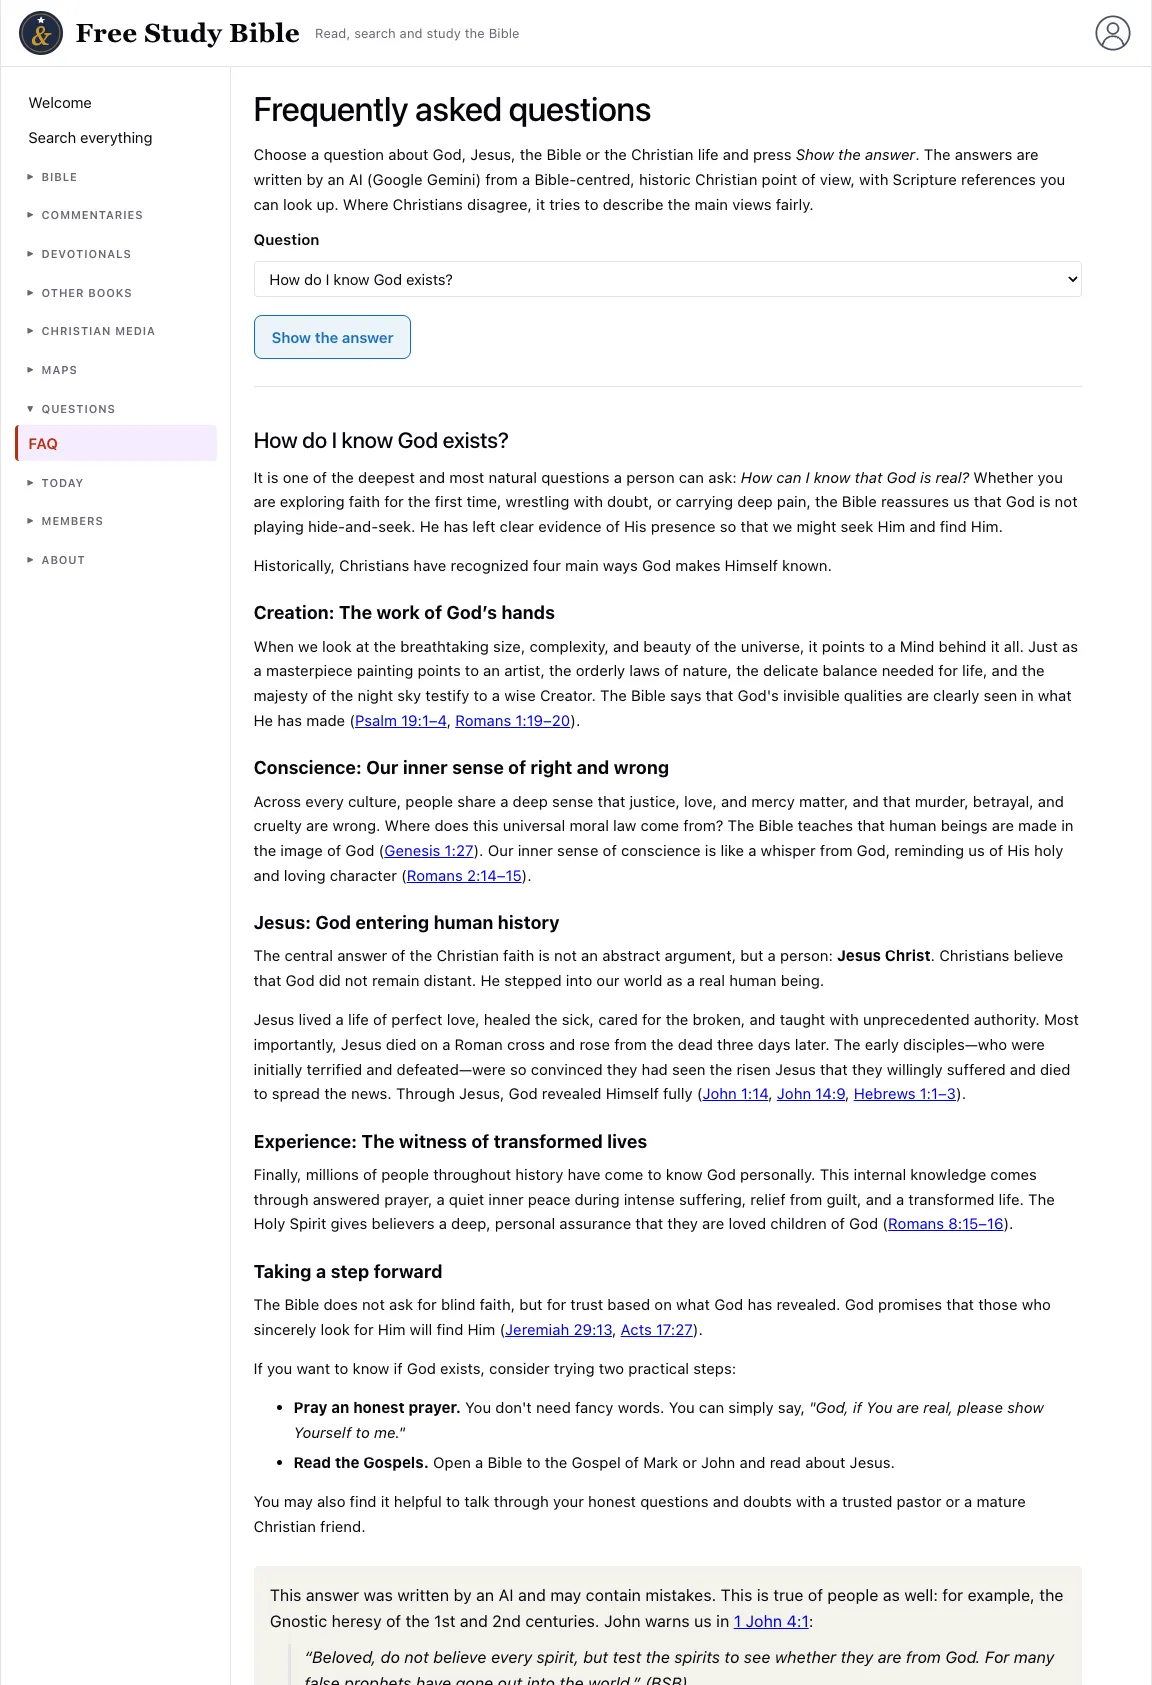 &
Free Study Bible
Read, search and study the Bible
Welcome
Search everything
BIBLE
COMMENTARIES
DEVOTIONALS
OTHER BOOKS
CHRISTIAN MEDIA
MAPS
QUESTIONS
FAQ
TODAY
MEMBERS
ABOUT
Frequently asked questions
Choose a question about God, Jesus, the Bible or the Christian life and press Show the answer. The answers are
written by an AI (Google Gemini) from a Bible-centred, historic Christian point of view, with Scripture references you
can look up. Where Christians disagree, it tries to describe the main views fairly.
Question
How do I know God exists?
Show the answer
How do I know God exists?
It is one of the deepest and most natural questions a person can ask: How can I know that God is real? Whether you
are exploring faith for the first time, wrestling with doubt, or carrying deep pain, the Bible reassures us that God is not
playing hide-and-seek. He has left clear evidence of His presence so that we might seek Him and find Him.
Historically, Christians have recognized four main ways God makes Himself known.
Creation: The work of God’s hands
When we look at the breathtaking size, complexity, and beauty of the universe, it points to a Mind behind it all. Just as
a masterpiece painting points to an artist, the orderly laws of nature, the delicate balance needed for life, and the
majesty of the night sky testify to a wise Creator. The Bible says that God's invisible qualities are clearly seen in what
He has made (Psalm 19:1–4, Romans 1:19–20).
Conscience: Our inner sense of right and wrong
Across every culture, people share a deep sense that justice, love, and mercy matter, and that murder, betrayal, and
cruelty are wrong. Where does this universal moral law come from? The Bible teaches that human beings are made in
the image of God (Genesis 1:27). Our inner sense of conscience is like a whisper from God, reminding us of His holy
and loving character (Romans 2:14–15).
Jesus: God entering human history
The central answer of the Christian faith is not an abstract argument, but a person: Jesus Christ. Christians believe
that God did not remain distant. He stepped into our world as a real human being.
Jesus lived a life of perfect love, healed the sick, cared for the broken, and taught with unprecedented authority. Most
importantly, Jesus died on a Roman cross and rose from the dead three days later. The early disciples—who were
initially terrified and defeated—were so convinced they had seen the risen Jesus that they willingly suffered and died
to spread the news. Through Jesus, God revealed Himself fully (John 1:14, John 14:9, Hebrews 1:1–3).
Experience: The witness of transformed lives
Finally, millions of people throughout history have come to know God personally. This internal knowledge comes
through answered prayer, a quiet inner peace during intense suffering, relief from guilt, and a transformed life. The
Holy Spirit gives believers a deep, personal assurance that they are loved children of God (Romans 8:15–16).
Taking a step forward
The Bible does not ask for blind faith, but for trust based on what God has revealed. God promises that those who
sincerely look for Him will find Him (Jeremiah 29:13, Acts 17:27).
If you want to know if God exists, consider trying two practical steps:
• Pray an honest prayer. You don't need fancy words. You can simply say, "God, if You are real, please show
Yourself to me."
• Read the Gospels. Open a Bible to the Gospel of Mark or John and read about Jesus.
You may also find it helpful to talk through your honest questions and doubts with a trusted pastor or a mature
Christian friend.
This answer was written by an AI and may contain mistakes. This is true of people as well: for example, the
Gnostic heresy of the 1st and 2nd centuries. John warns us in 1 John 4:1:
“Beloved, do not believe every spirit, but test the spirits to see whether they are from God. For many
false prophets have gone out into the world.” (BSB)